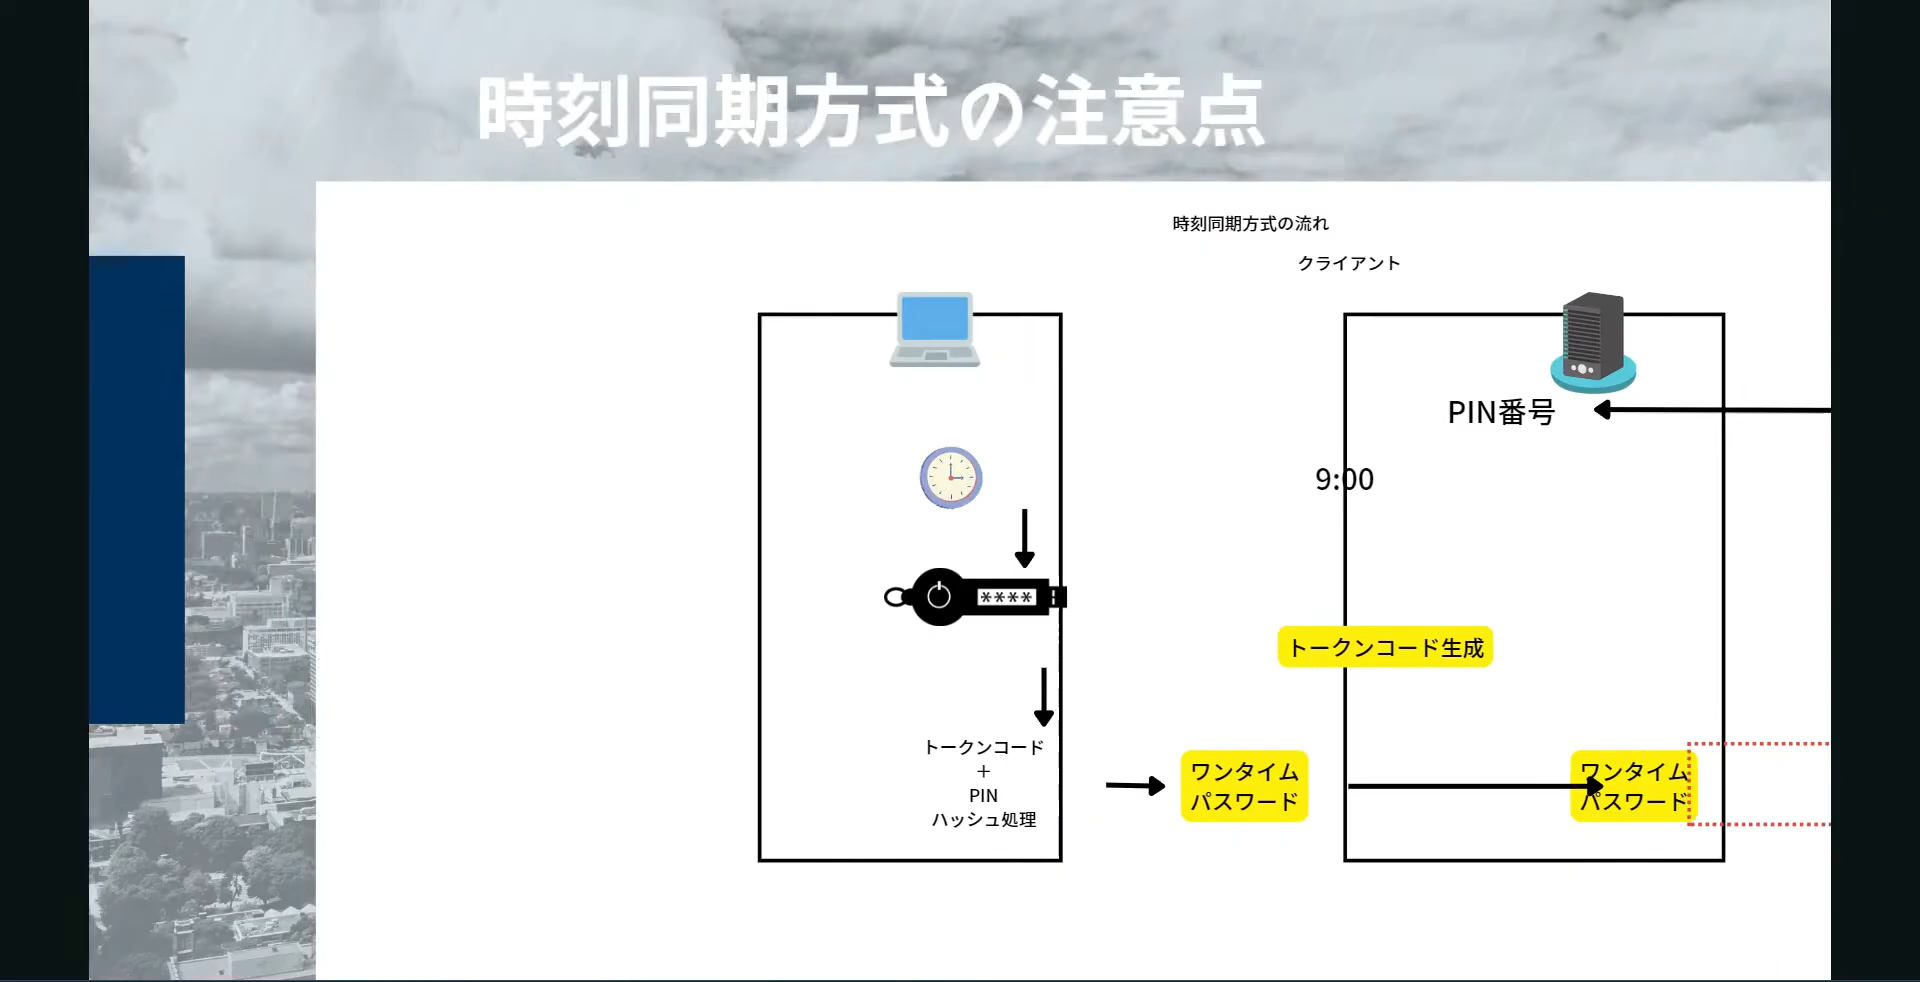 時刻同期方式の注意点
時刻同期方式の流れ
クライアント
PIN番号
9:00
****
トークンコード生成
トークンコード
+
PIN
ハッシュ処理
ワンタイム
パスワード
ワンタイム
パスワード